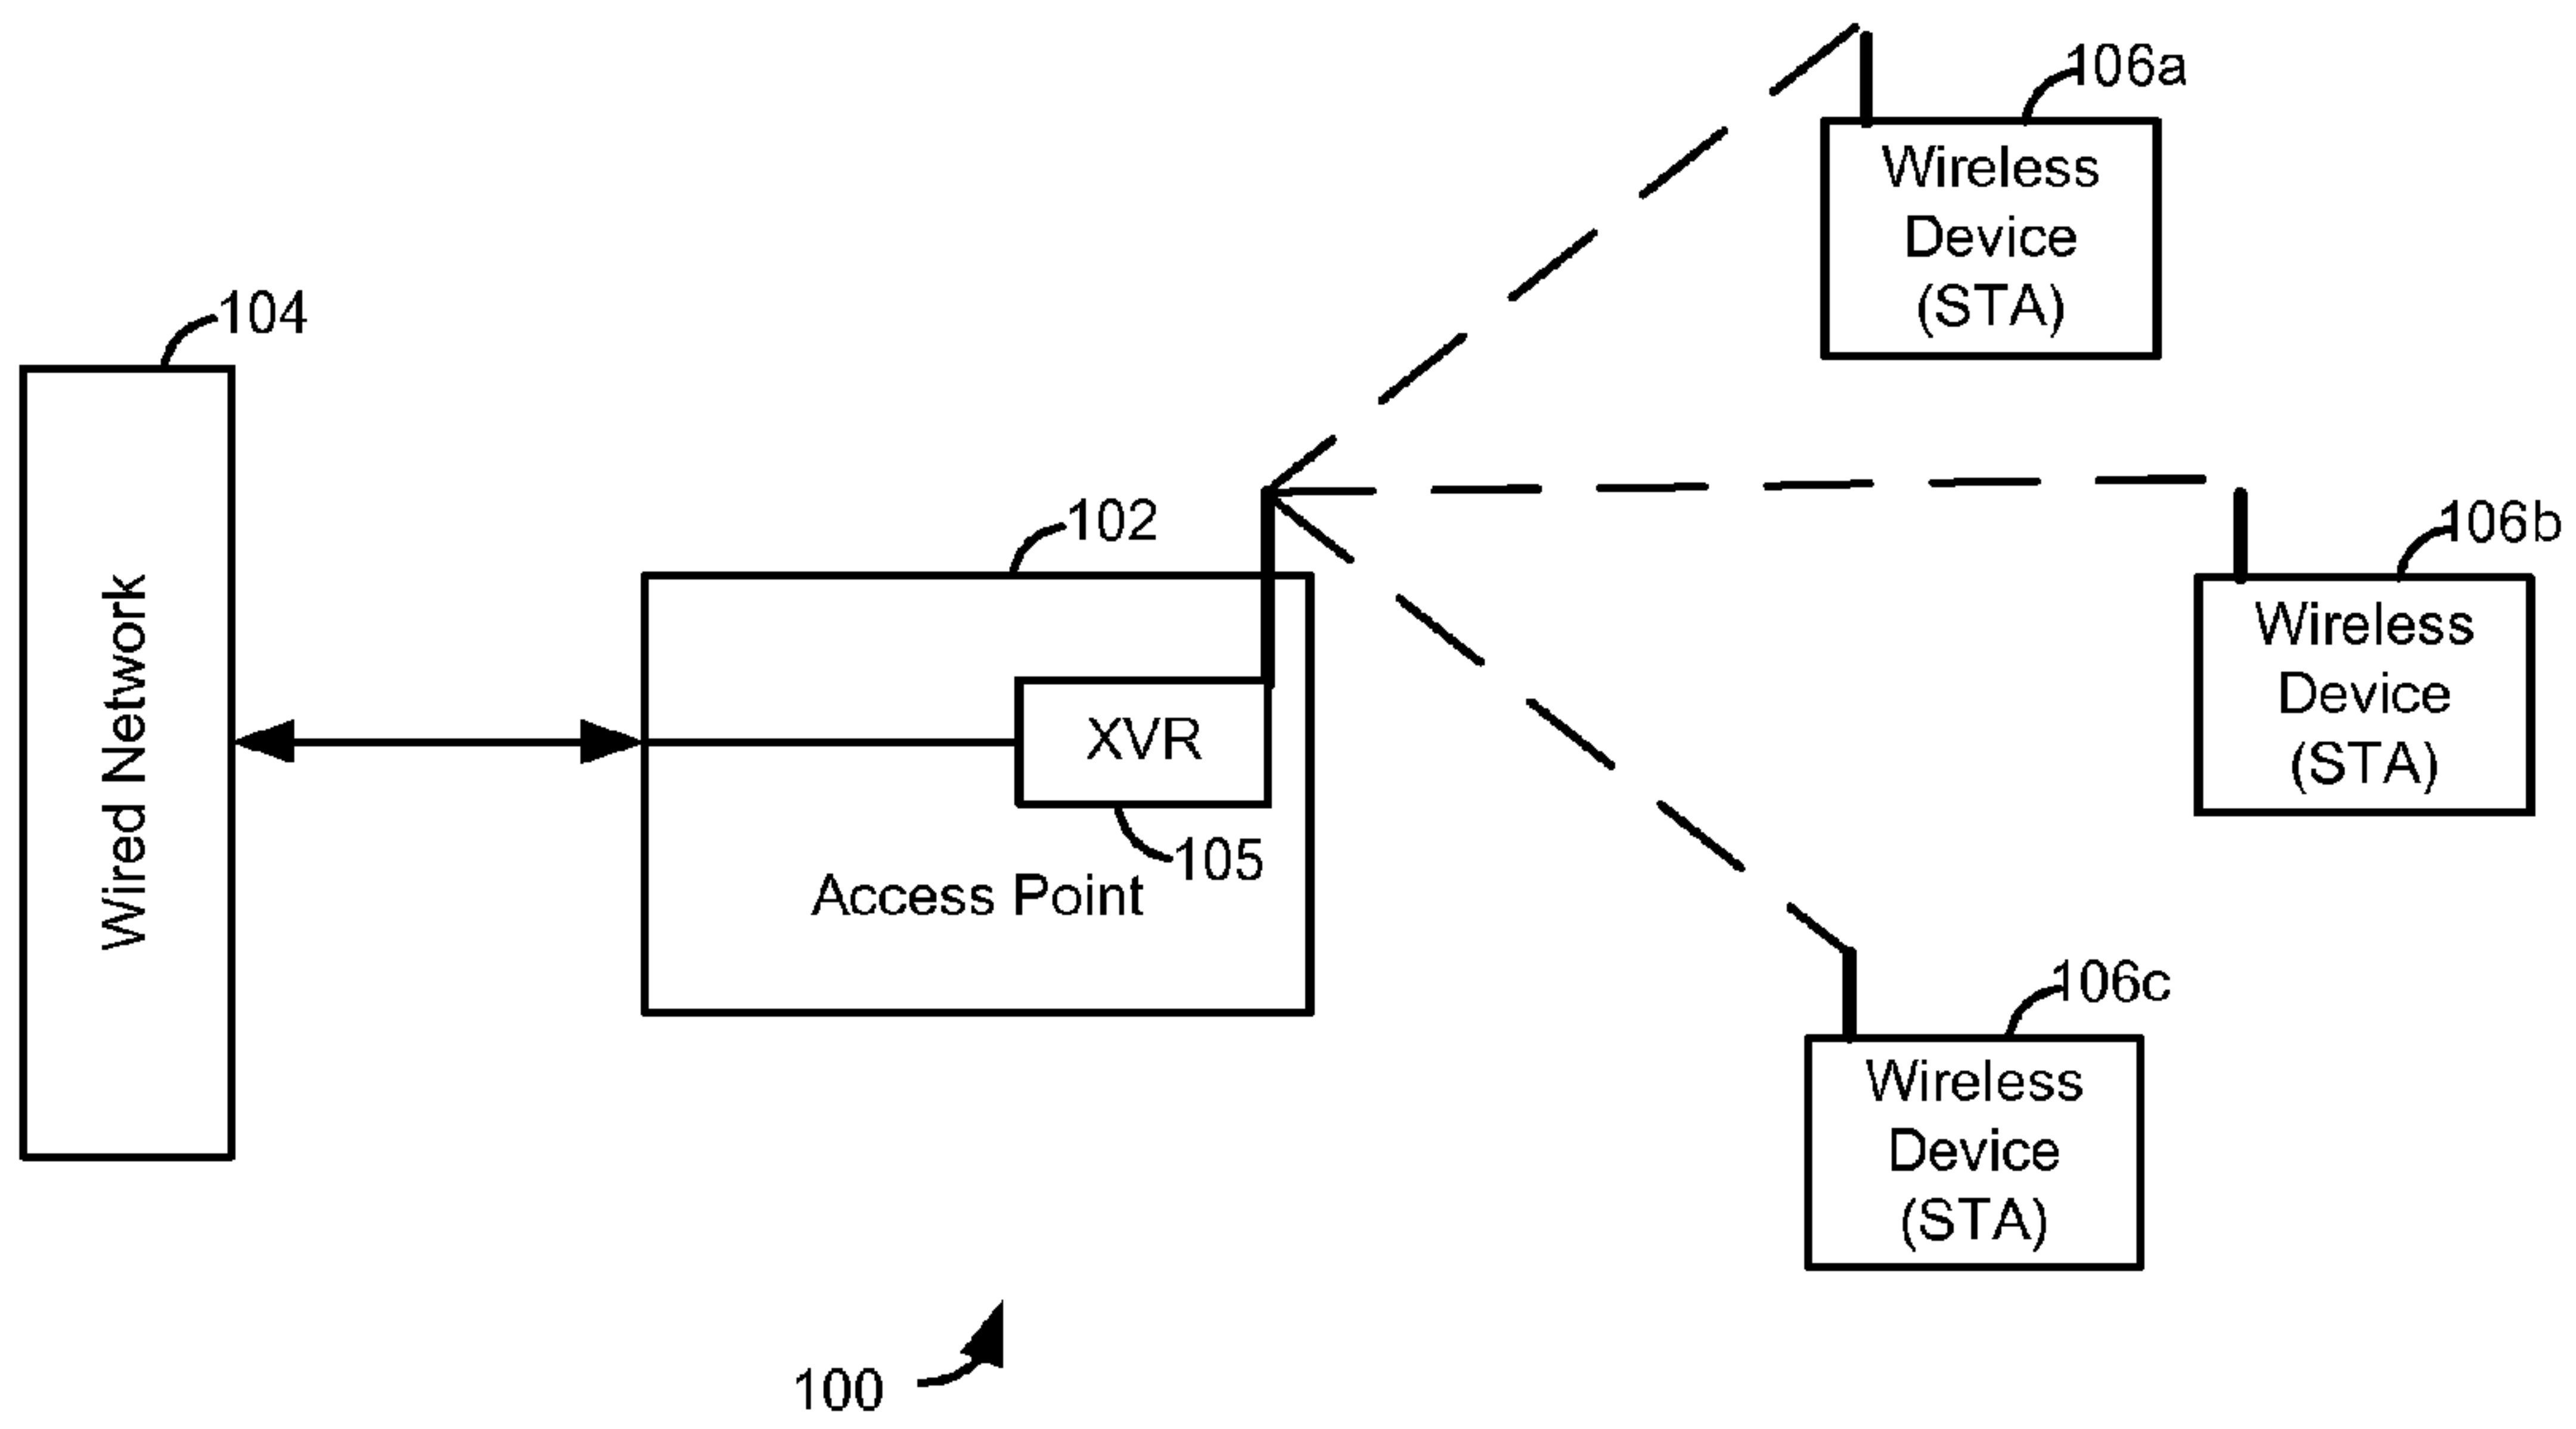 106a
Wireless
Device
(STA)
104
Wired Network
102
XVR
105
Access Point
106b
Wireless
Device
(STA)
106c
Wireless
Device
(STA)
100